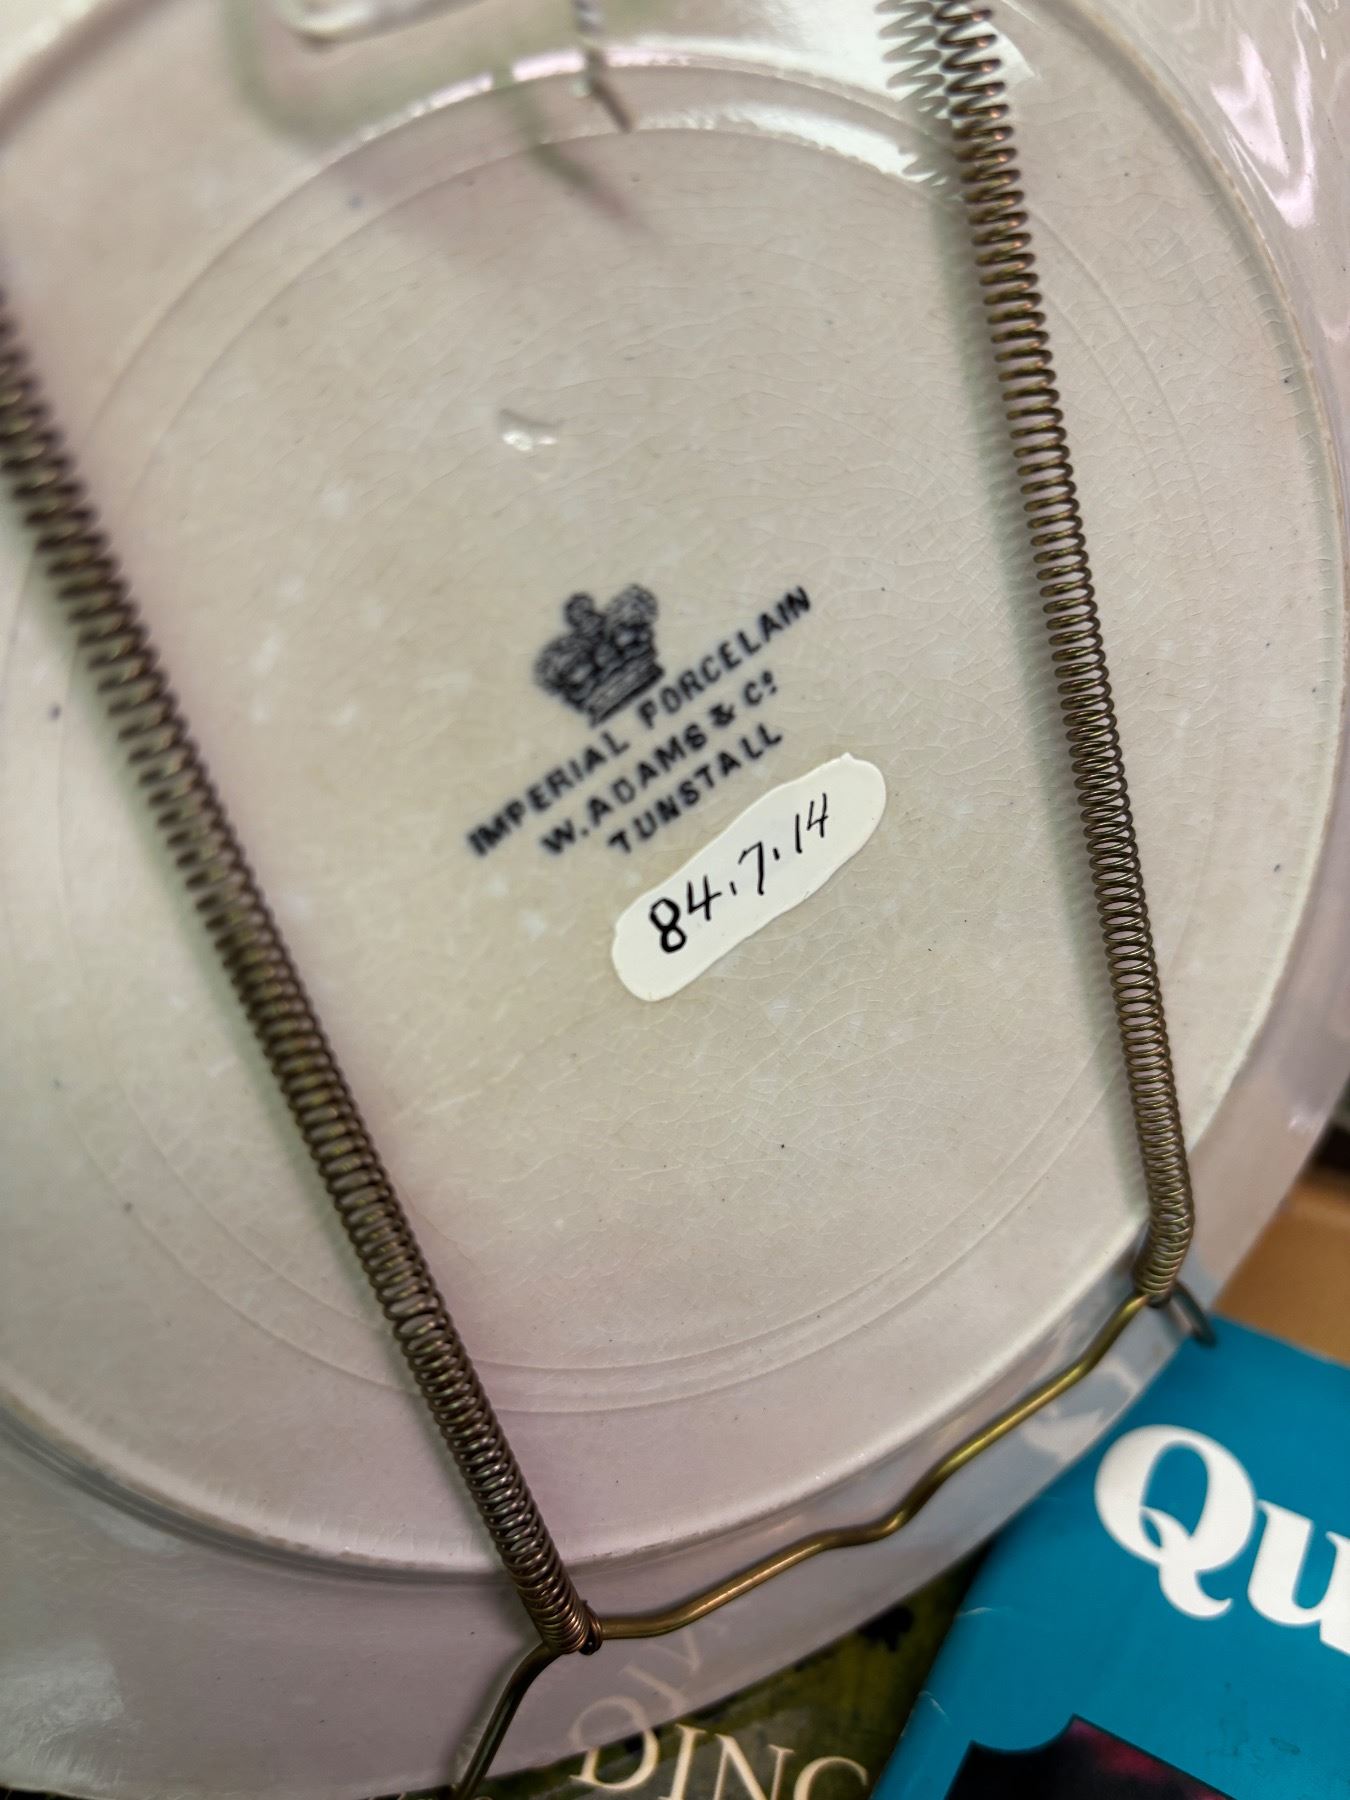 IMPERIAL PORCELAIN
W. ADAMS & Co
TUNSTALL
84.7.14
Qu
DING